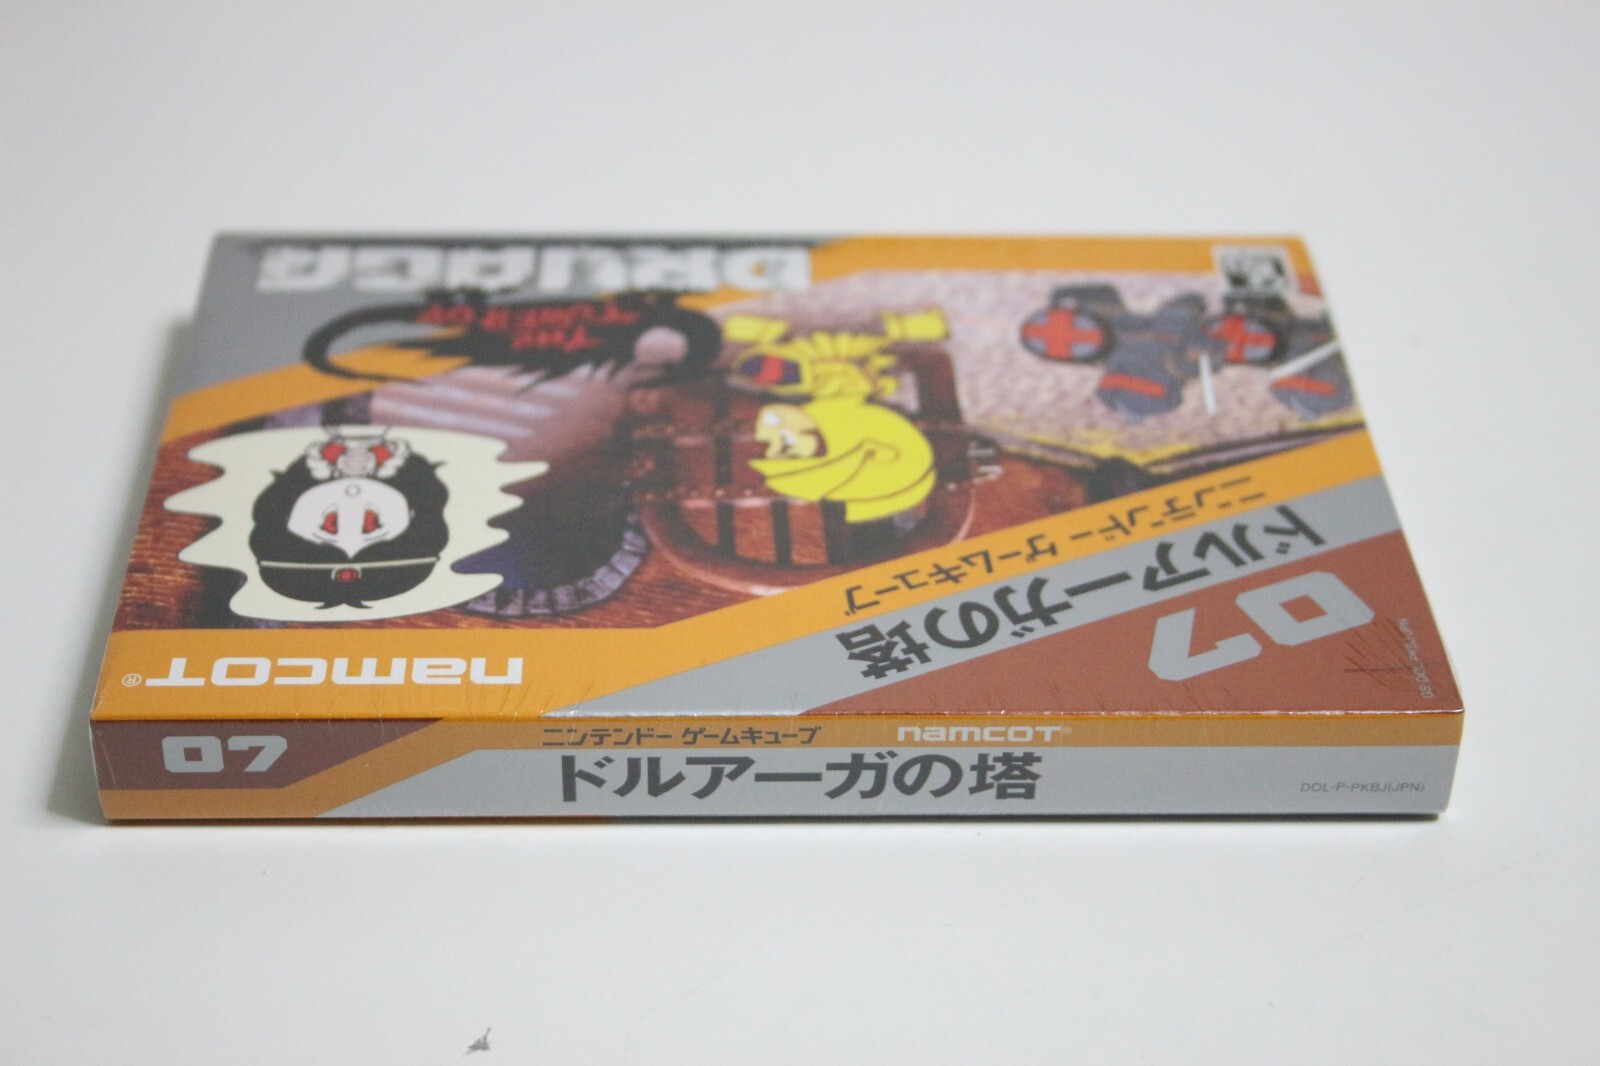 DRUAGA
THE
TOWER OF
ニンテンドー ゲームキューブ
ドルアーガの塔
07
namcot®
07
ニンテンドー ゲームキューブ
namcot®
ドルアーガの塔
DOL-P-PKBJ(JPN)